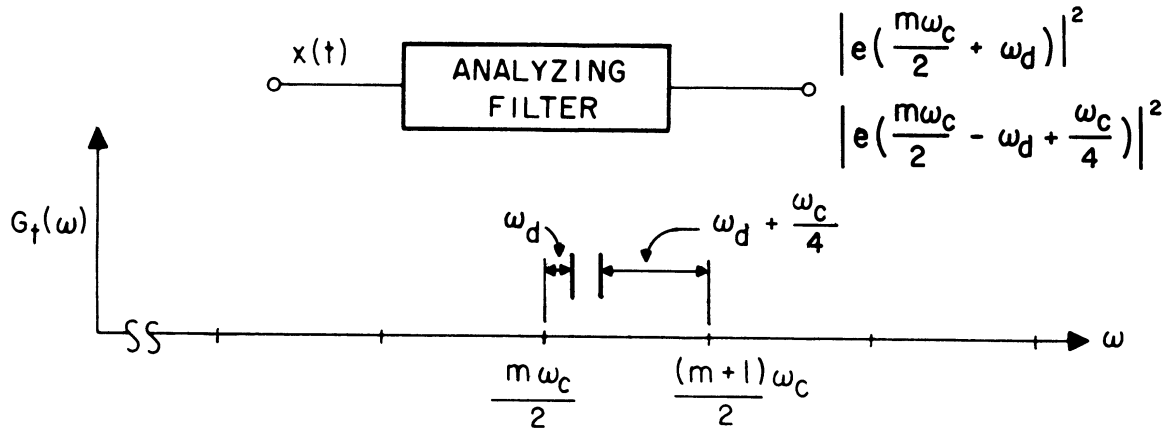 x(t)
ANALYZING
FILTER
|e(mω_c/2 + ω_d)|²
|e(mω_c/2 - ω_d + ω_c/4)|²
G_t(ω)
ω_d
ω_d + ω_c/4
ω
mω_c/2
(m+1)ω_c/2